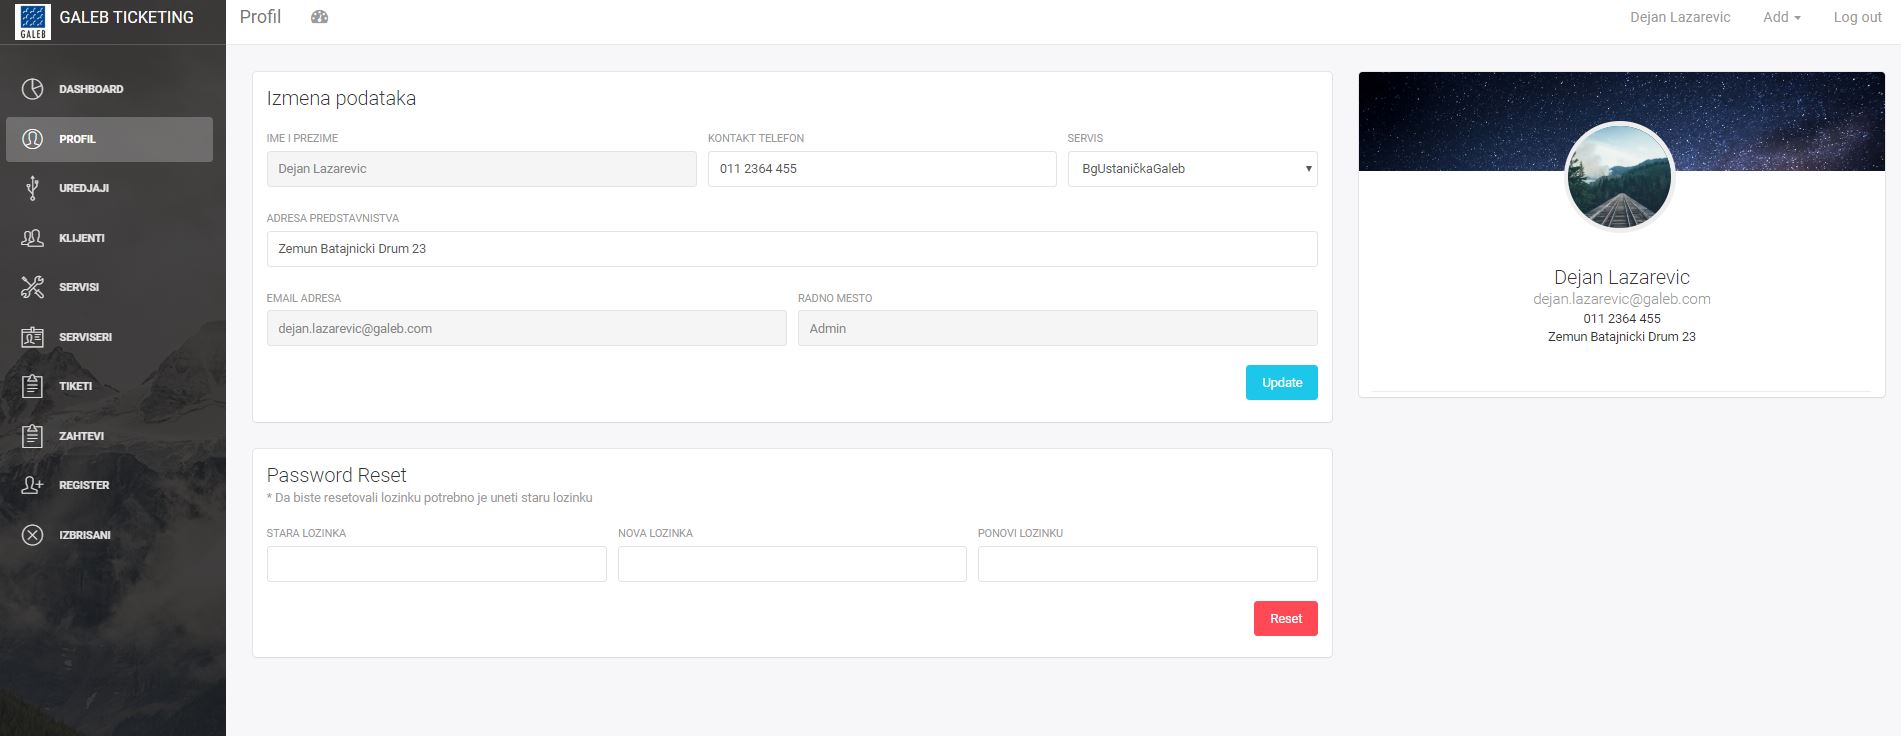 GALEB
GALEB TICKETING
Profil
Dejan Lazarevic
Add
Log out
DASHBOARD
PROFIL
UREDJAJI
KLIJENTI
SERVISI
SERVISERI
TIKETI
ZAHTEVI
REGISTER
IZBRISANI
Izmena podataka
IME I PREZIME
KONTAKT TELEFON
SERVIS
Dejan Lazarevic
011 2364 455
BgUstaničkaGaleb
ADRESA PREDSTAVNISTVA
Zemun Batajnicki Drum 23
EMAIL ADRESA
RADNO MESTO
dejan.lazarevic@galeb.com
Admin
Update
Password Reset
* Da biste resetovali lozinku potrebno je uneti staru lozinku
STARA LOZINKA
NOVA LOZINKA
PONOVI LOZINKU
Reset
Dejan Lazarevic
dejan.lazarevic@galeb.com
011 2364 455
Zemun Batajnicki Drum 23